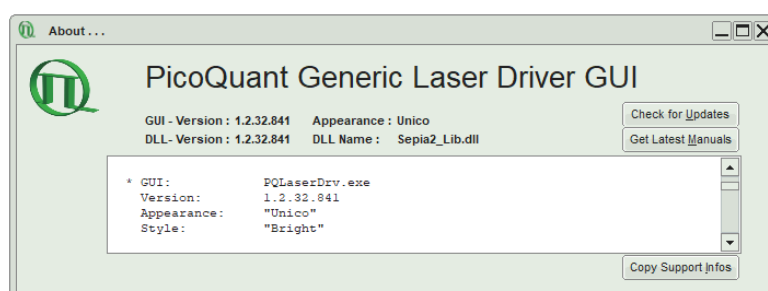 About . . .
PicoQuant Generic Laser Driver GUI
GUI - Version : 1.2.32.841 Appearance : Unico
DLL- Version : 1.2.32.841 DLL Name : Sepia2_Lib.dll
Check for Updates
Get Latest Manuals
* GUI: PQLaserDrv.exe
Version: 1.2.32.841
Appearance: "Unico"
Style: "Bright"
Copy Support Infos